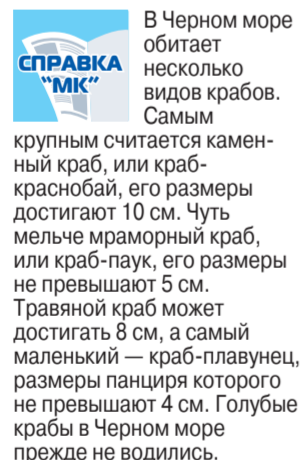 СПРАВКА
"МК"
В Черном море
обитает
несколько
видов крабов.
Самым
крупным считается камен-
ный краб, или краб-
краснобай, его размеры
достигают 10 см. Чуть
мельче мраморный краб,
или краб-паук, его размеры
не превышают 5 см.
Травяной краб может
достигать 8 см, а самый
маленький — краб-плавунец,
размеры панциря которого
не превышают 4 см. Голубые
крабы в Черном море
прежде не водились.